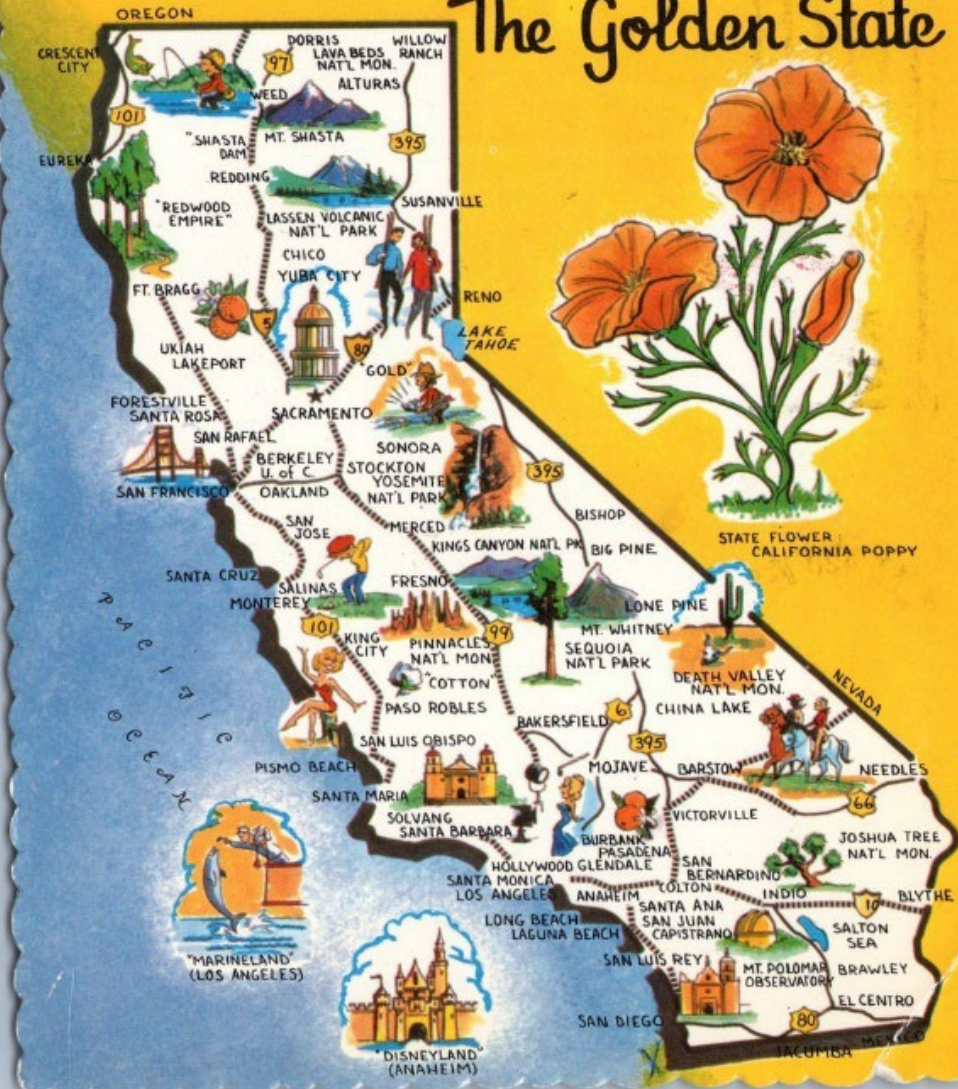 The Golden State
OREGON
CRESCENT
CITY
97
DORRIS
LAVA BEDS
NAT'L MON.
WILLOW
RANCH
ALTURAS
WEED
101
"SHASTA
DAM
MT. SHASTA
395
EUREKA
REDDING
"REDWOOD
EMPIRE"
SUSANVILLE
LASSEN VOLCANIC
NAT'L PARK
CHICO
YUBA CITY
FT. BRAGG
RENO
5
80
LAKE
TAHOE
UKIAH
LAKEPORT
"GOLD"
FORESTVILLE
SANTA ROSA
SACRAMENTO
SAN RAFAEL
SONORA
BERKELEY
U. of C.
STOCKTON
YOSEMITE
NAT'L PARK
395
SAN FRANCISCO
OAKLAND
BISHOP
SAN
JOSE
MERCED
STATE FLOWER:
CALIFORNIA POPPY
KINGS CANYON NAT'L PK
BIG PINE
SANTA CRUZ
SALINAS
MONTEREY
FRESNO
LONE PINE
101
99
MT. WHITNEY
KING
CITY
PINNACLES
NAT'L MON.
SEQUOIA
NAT'L PARK
"COTTON"
DEATH VALLEY
NAT'L MON.
NEVADA
PASO ROBLES
BAKERSFIELD
6
CHINA LAKE
PACIFIC
OCEAN
SAN LUIS OBISPO
395
PISMO BEACH
MOJAVE
BARSTOW
NEEDLES
SANTA MARIA
66
SOLVANG
SANTA BARBARA
VICTORVILLE
BURBANK
PASADENA
JOSHUA TREE
NAT'L MON.
HOLLYWOOD
GLENDALE
SAN
BERNARDINO
SANTA MONICA
LOS ANGELES
ANAHEIM
COLTON
INDIO
10
BLYTHE
SANTA ANA
LONG BEACH
LAGUNA BEACH
SAN JUAN
CAPISTRANO
SALTON
SEA
"MARINELAND"
(LOS ANGELES)
SAN LUIS REY
MT. POLOMAR
OBSERVATORY
BRAWLEY
EL CENTRO
SAN DIEGO
80
JACUMBA
MEXICO
"DISNEYLAND"
(ANAHEIM)